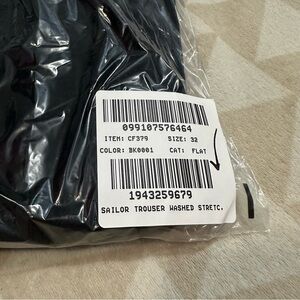 099107576464
ITEM: CF379 SIZE: 32
COLOR: BK0001 CAT: FLAT
1943259679
SAILOR TROUSER WASHED STRETC.